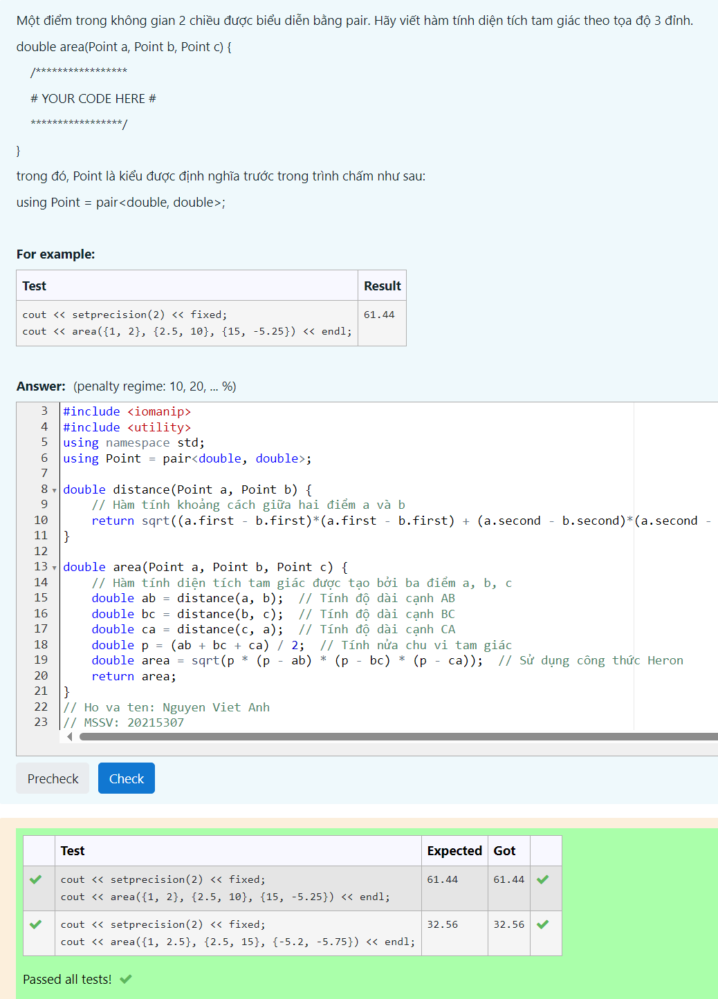 Một điểm trong không gian 2 chiều được biểu diễn bằng pair. Hãy viết hàm tính diện tích tam giác theo tọa độ 3 đỉnh.
double area(Point a, Point b, Point c) {
/*****************
# YOUR CODE HERE #
*****************/
}
trong đó, Point là kiểu được định nghĩa trước trong trình chấm như sau:
using Point = pair<double, double>;
For example:
Test Result
cout << setprecision(2) << fixed; 61.44
cout << area({1, 2}, {2.5, 10}, {15, -5.25}) << endl;
Answer: (penalty regime: 10, 20, ... %)
3 #include <iomanip>
4 #include <utility>
5 using namespace std;
6 using Point = pair<double, double>;
7
8 double distance(Point a, Point b) {
9 // Hàm tính khoảng cách giữa hai điểm a và b
10 return sqrt((a.first - b.first)*(a.first - b.first) + (a.second - b.second)*(a.second -
11 }
12
13 double area(Point a, Point b, Point c) {
14 // Hàm tính diện tích tam giác được tạo bởi ba điểm a, b, c
15 double ab = distance(a, b); // Tính độ dài cạnh AB
16 double bc = distance(b, c); // Tính độ dài cạnh BC
17 double ca = distance(c, a); // Tính độ dài cạnh CA
18 double p = (ab + bc + ca) / 2; // Tính nửa chu vi tam giác
19 double area = sqrt(p * (p - ab) * (p - bc) * (p - ca)); // Sử dụng công thức Heron
20 return area;
21 }
22 // Ho va ten: Nguyen Viet Anh
23 // MSSV: 20215307
Precheck Check
Test Expected Got
cout << setprecision(2) << fixed; 61.44 61.44
cout << area({1, 2}, {2.5, 10}, {15, -5.25}) << endl;
cout << setprecision(2) << fixed; 32.56 32.56
cout << area({1, 2.5}, {2.5, 15}, {-5.2, -5.75}) << endl;
Passed all tests!